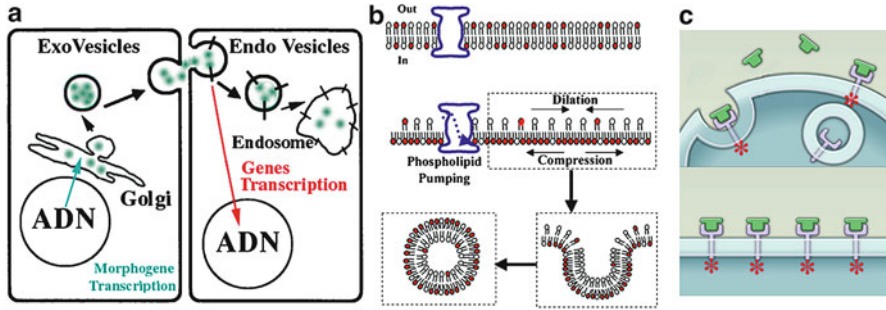 a
ExoVesicles
Endo Vesicles
Endosome
Golgi
Genes
Transcription
ADN
ADN
Morphogene
Transcription
b
Out
In
Dilation
Phospholipid
Pumping
Compression
c